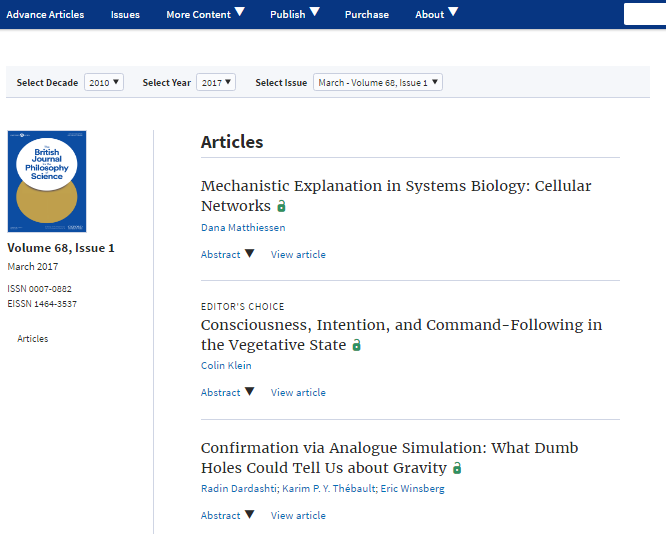 Advance Articles Issues More Content Publish Purchase About
Select Decade 2010 Select Year 2017 Select Issue March - Volume 68, Issue 1
The
British
Journal
for the
Philosophy
of
Science
Volume 68, Issue 1
March 2017
ISSN 0007-0882
EISSN 1464-3537
Articles
Articles
Mechanistic Explanation in Systems Biology: Cellular
Networks
Dana Matthiessen
Abstract View article
EDITOR'S CHOICE
Consciousness, Intention, and Command-Following in
the Vegetative State
Colin Klein
Abstract View article
Confirmation via Analogue Simulation: What Dumb
Holes Could Tell Us about Gravity
Radin Dardashti; Karim P. Y. Thébault; Eric Winsberg
Abstract View article